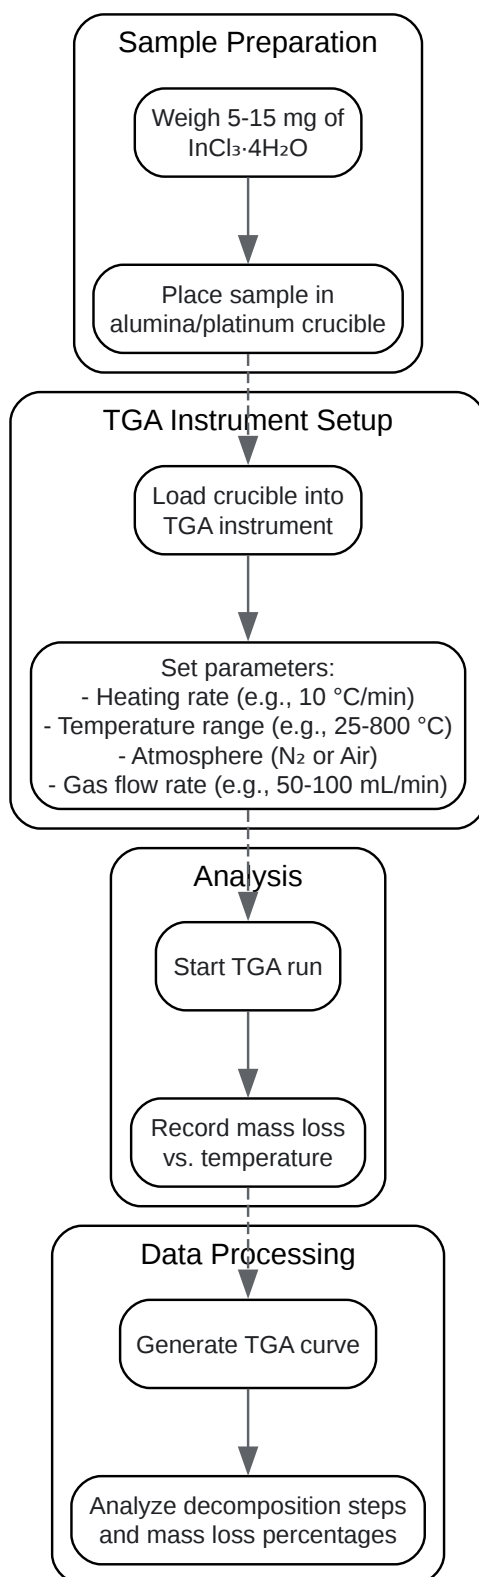 Sample Preparation
Weigh 5-15 mg of
InCl₃·4H₂O
Place sample in
alumina/platinum crucible
TGA Instrument Setup
Load crucible into
TGA instrument
Set parameters:
- Heating rate (e.g., 10 °C/min)
- Temperature range (e.g., 25-800 °C)
- Atmosphere (N₂ or Air)
- Gas flow rate (e.g., 50-100 mL/min)
Analysis
Start TGA run
Record mass loss
vs. temperature
Data Processing
Generate TGA curve
Analyze decomposition steps
and mass loss percentages